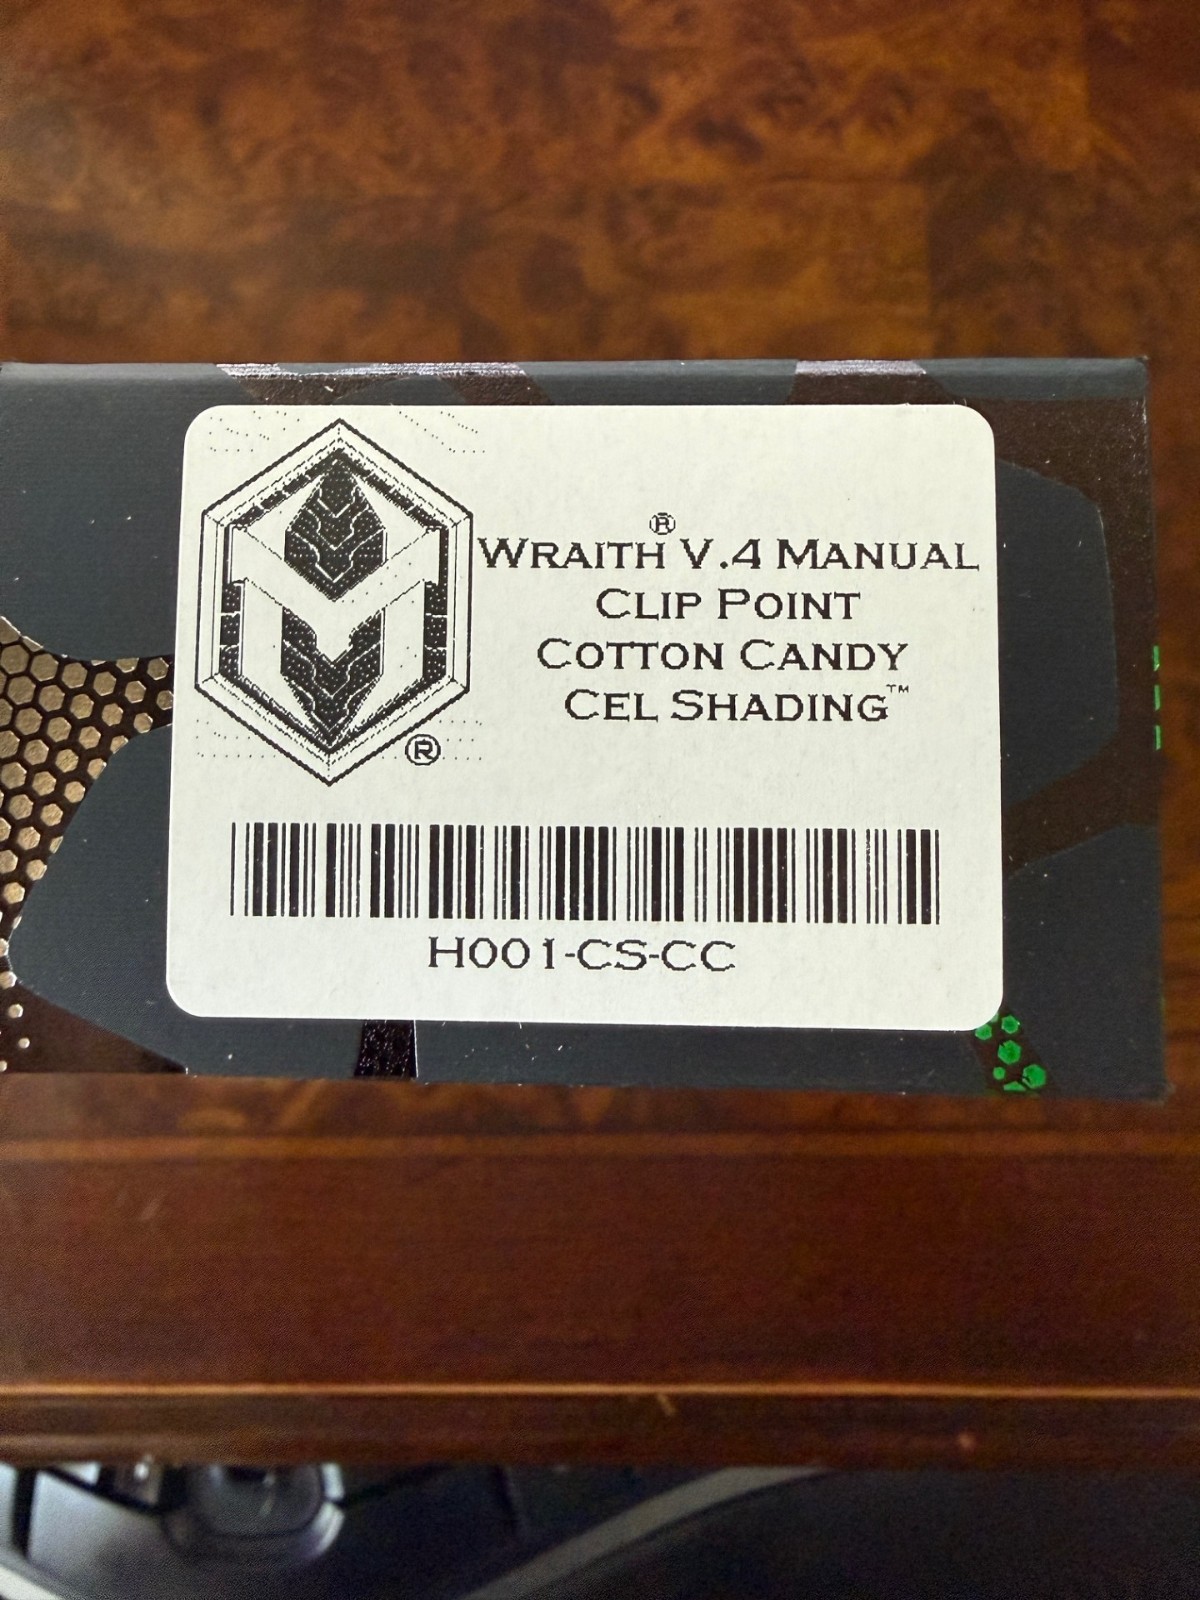 WRAITH® V.4 MANUAL
CLIP POINT
COTTON CANDY
CEL SHADING™
®
H001-CS-CC